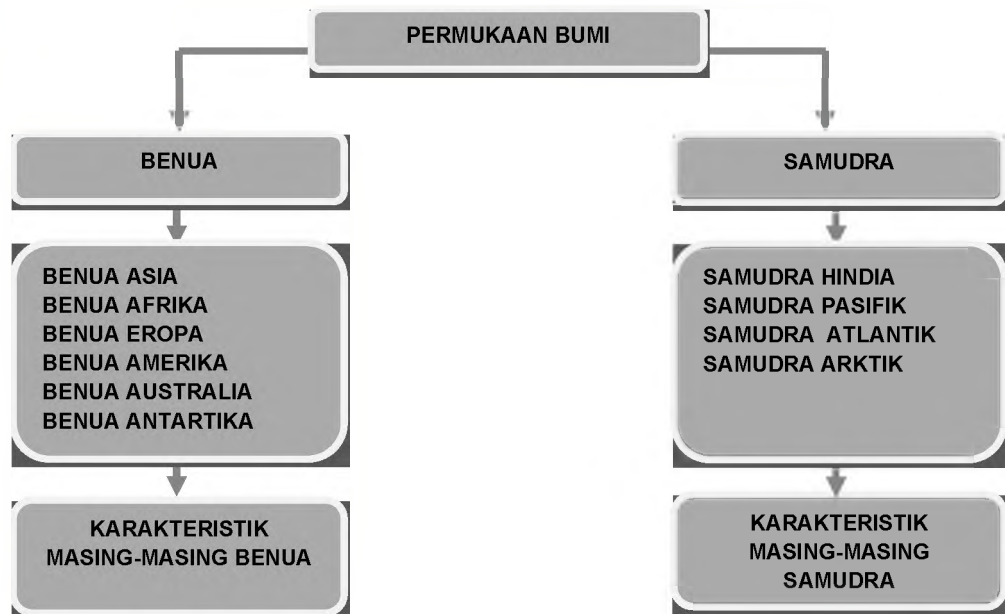 PERMUKAAN BUMI
BENUA
BENUA ASIA
BENUA AFRIKA
BENUA EROPA
BENUA AMERIKA
BENUA AUSTRALIA
BENUA ANTARTIKA
KARAKTERISTIK
MASING-MASING BENUA
SAMUDRA
SAMUDRA HINDIA
SAMUDRA PASIFIK
SAMUDRA ATLANTIK
SAMUDRA ARKTIK
KARAKTERISTIK
MASING-MASING
SAMUDRA